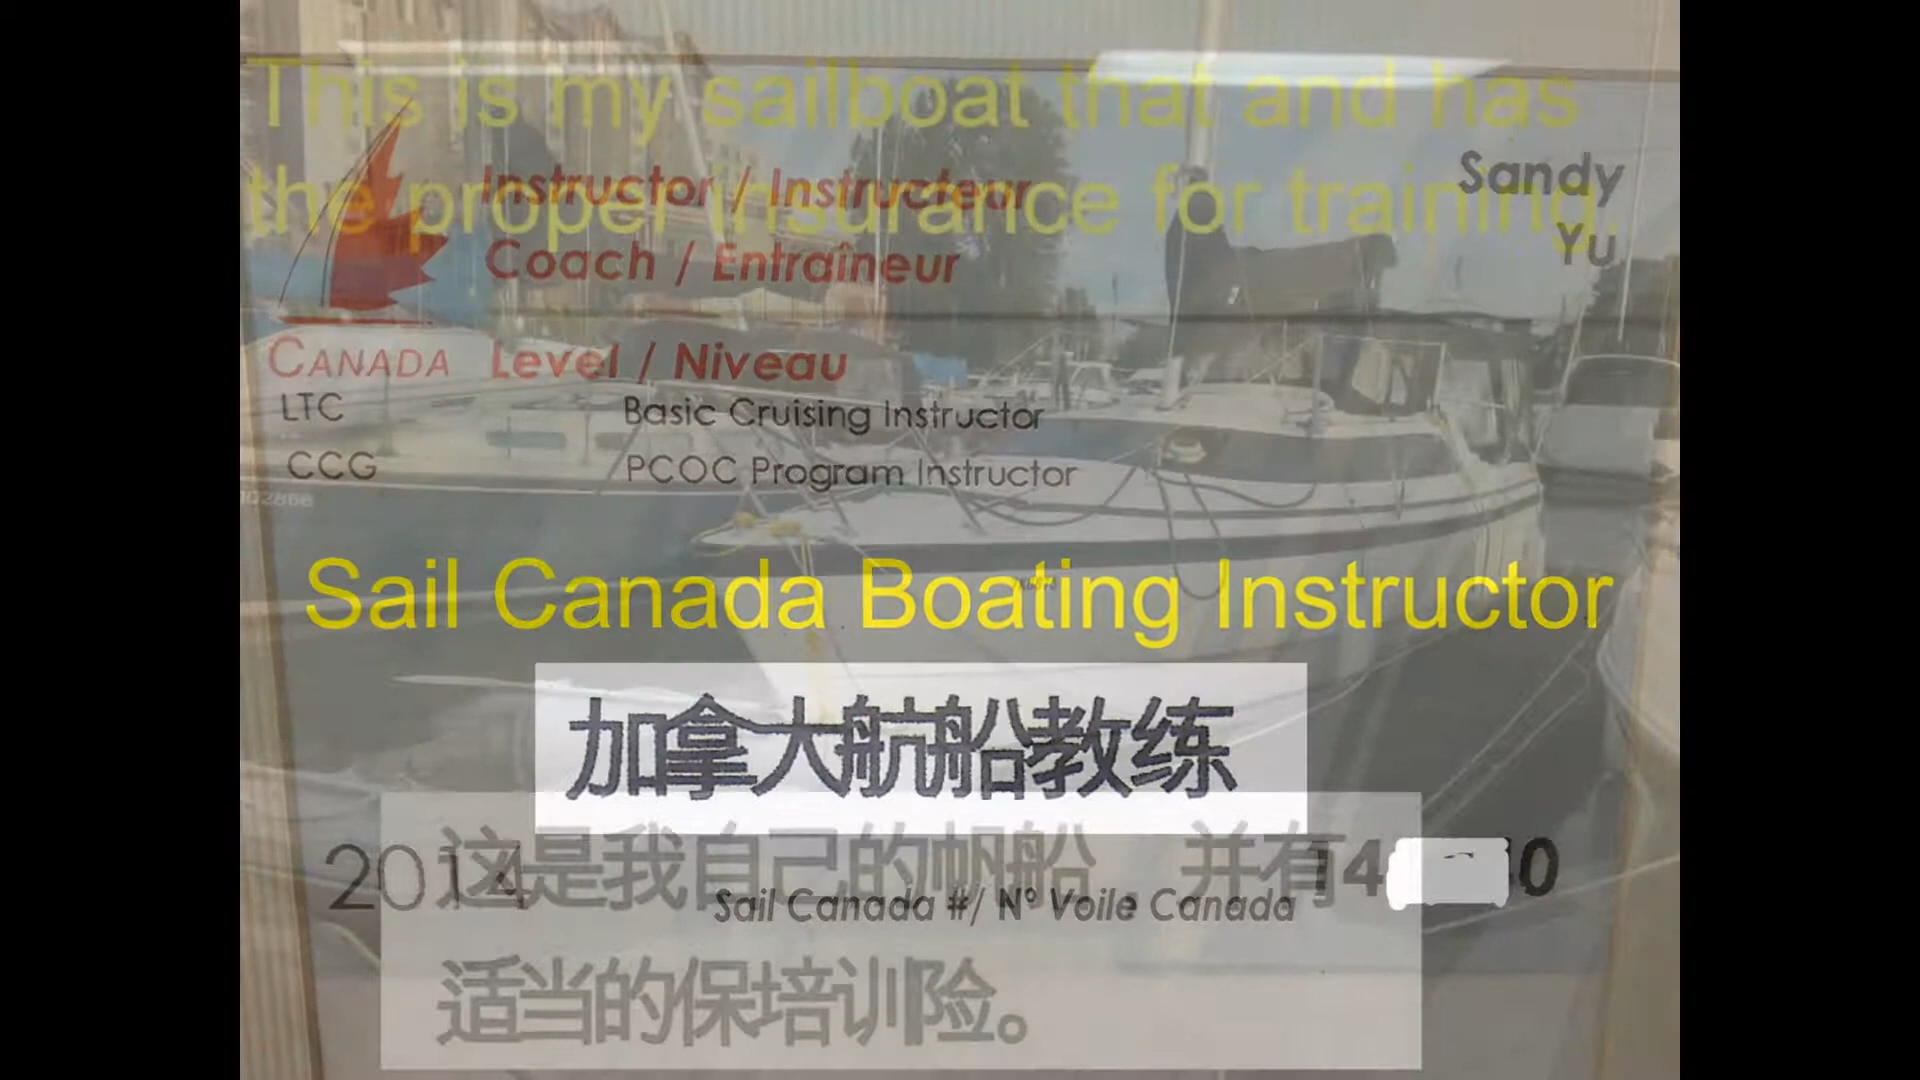 This is my sailboat that and has
the proper insurance for training.
Sandy
Yu
Instructor / Instructeur
Coach / Entraîneur
CANADA
Level / Niveau
LTC Basic Cruising Instructor
CCG PCOC Program Instructor
Sail Canada Boating Instructor
加拿大航船教练
2014
这是我自己的帆船，并有
适当的保培训险。
Sail Canada #/ Nº Voile Canada